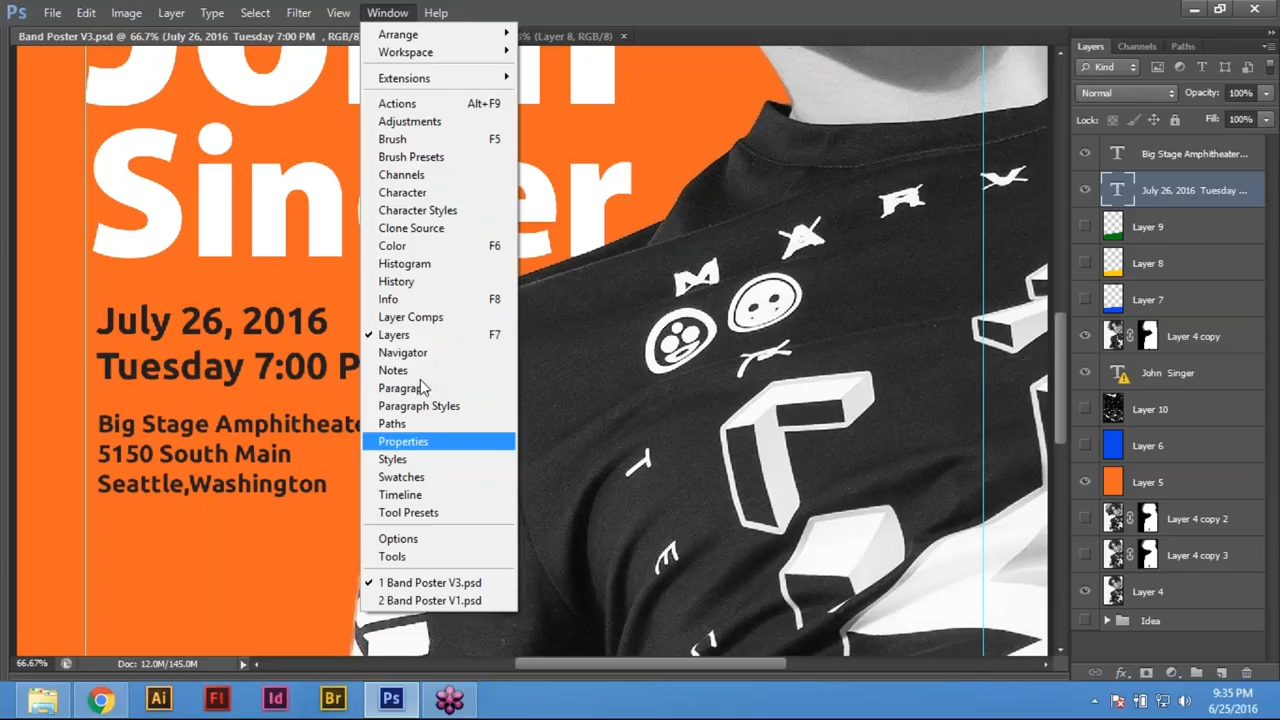 Ps File Edit Image Layer Type Select Filter View Window Help
Band Poster V3.psd @ 66.7% (July 26, 2016 Tuesday 7:00 PM , RGB/8) % (Layer 8, RGB/8) ×
Arrange
Workspace
Extensions
Actions Alt+F9
Adjustments
Brush F5
Brush Presets
Channels
Character
Character Styles
Clone Source
Color F6
Histogram
History
Info F8
Layer Comps
Layers F7
Navigator
Notes
Paragraph
Paragraph Styles
Paths
Properties
Styles
Swatches
Timeline
Tool Presets
Options
Tools
1 Band Poster V3.psd
2 Band Poster V1.psd
July 26, 2016
Tuesday 7:00 P
Big Stage Amphitheate
5150 South Main
Seattle,Washington
Layers Channels Paths
Kind
Normal Opacity: 100%
Lock: Fill: 100%
Big Stage Amphitheater...
July 26, 2016 Tuesday ...
Layer 9
Layer 8
Layer 7
Layer 4 copy
John Singer
Layer 10
Layer 6
Layer 5
Layer 4 copy 2
Layer 4 copy 3
Layer 4
Idea
66.67% Doc: 12.0M/145.0M
Ai Fl Id Br Ps
9:35 PM
6/25/2016